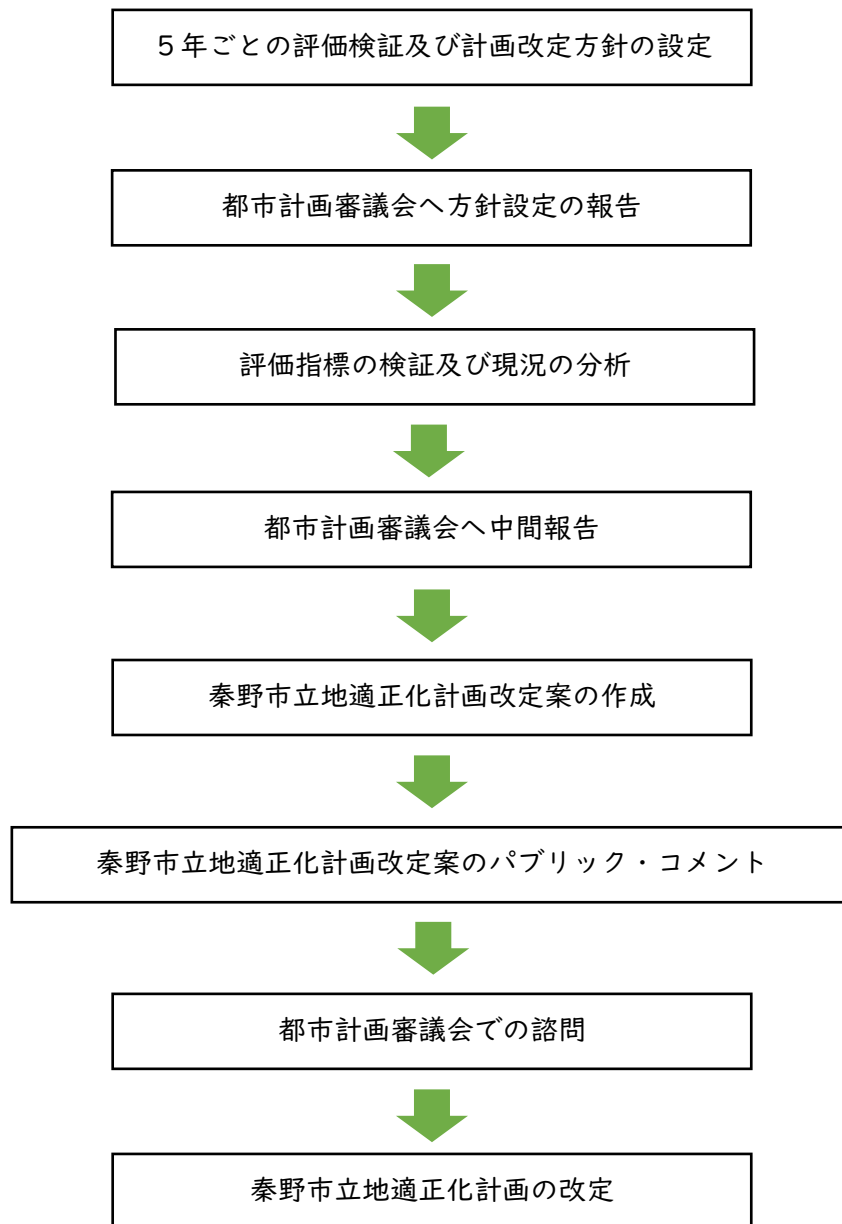 ５年ごとの評価検証及び計画改定方針の設定
都市計画審議会へ方針設定の報告
評価指標の検証及び現況の分析
都市計画審議会へ中間報告
秦野市立地適正化計画改定案の作成
秦野市立地適正化計画改定案のパブリック・コメント
都市計画審議会での諮問
秦野市立地適正化計画の改定